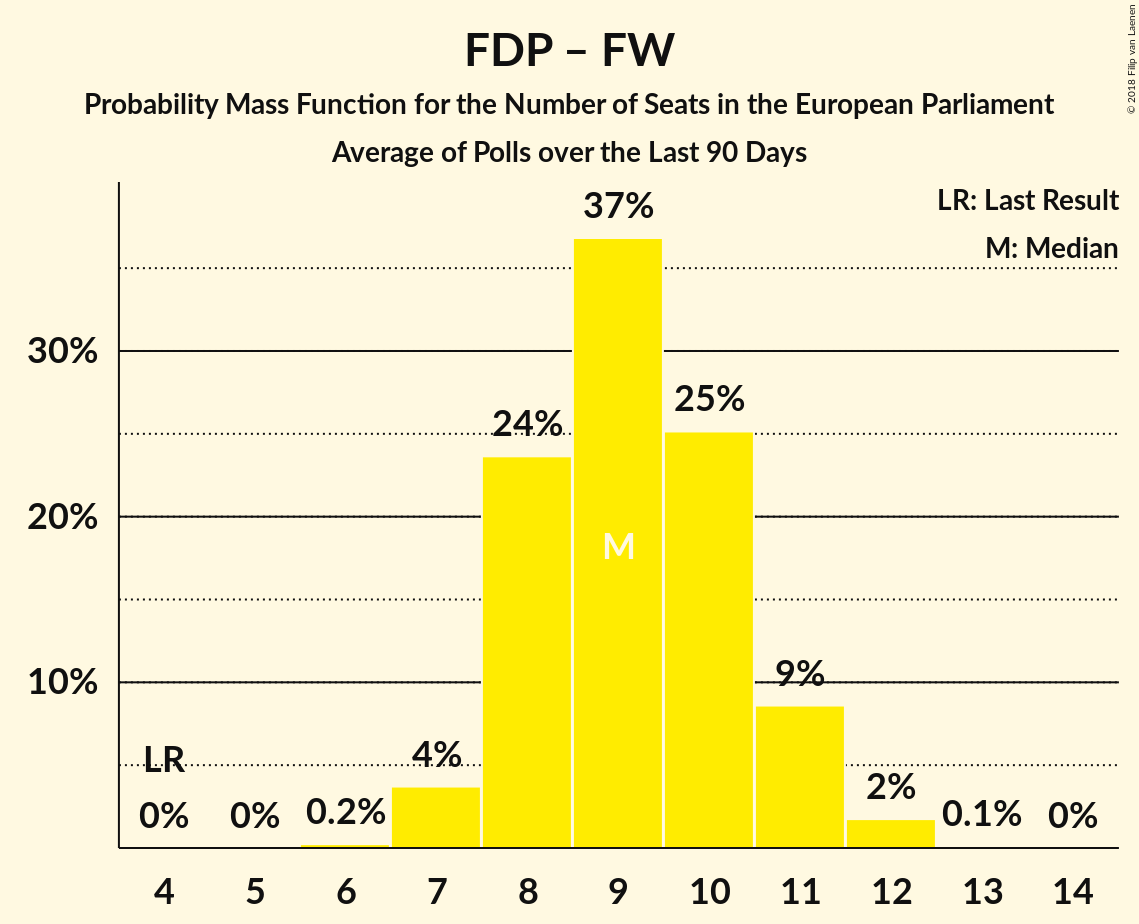 FDP – FW
Probability Mass Function for the Number of Seats in the European Parliament
Average of Polls over the Last 90 Days
© 2018 Filip van Laenen
LR: Last Result
M: Median
37%
30%
25%
24%
20%
M
10%
9%
LR
4%
2%
0%
0%
0.2%
0.1%
0%
4 5 6 7 8 9 10 11 12 13 14